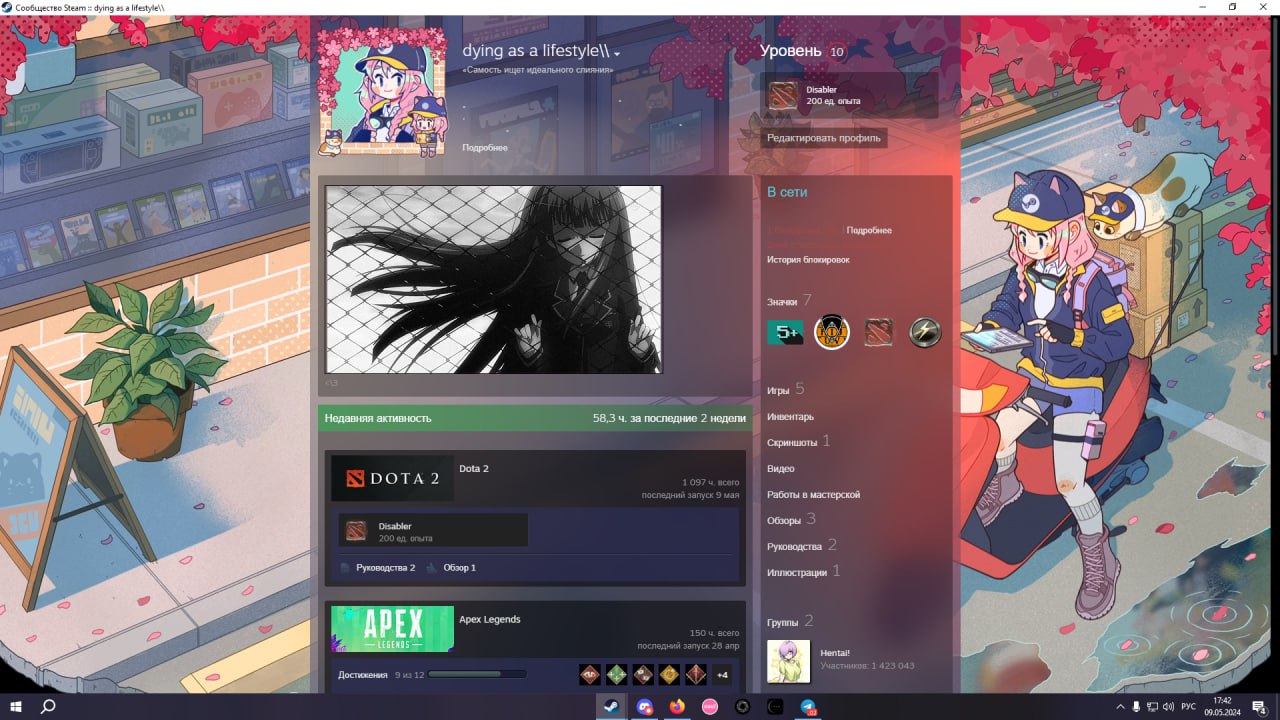 Сообщество Steam :: dying as a lifestyle\\
dying as a lifestyle\\
«Самость ищет идеального слияния»
Подробнее
Уровень 10
Disabler
200 ед. опыта
Редактировать профиль
<\3
В сети
| Подробнее
История блокировок
Значки 7
5+
Игры 5
Инвентарь
Скриншоты 1
Видео
Работы в мастерской
Обзоры 3
Руководства 2
Иллюстрации 1
Группы 2
Hentai!
Участников: 1 423 043
Недавняя активность
58,3 ч. за последние 2 недели
DOTA 2
Dota 2
1 097 ч. всего
последний запуск 9 мая
Disabler
200 ед. опыта
Руководства 2
Обзор 1
APEX
LEGENDS
Apex Legends
150 ч. всего
последний запуск 28 апр
Достижения 9 из 12
+4
РУС
17:42
09.05.2024